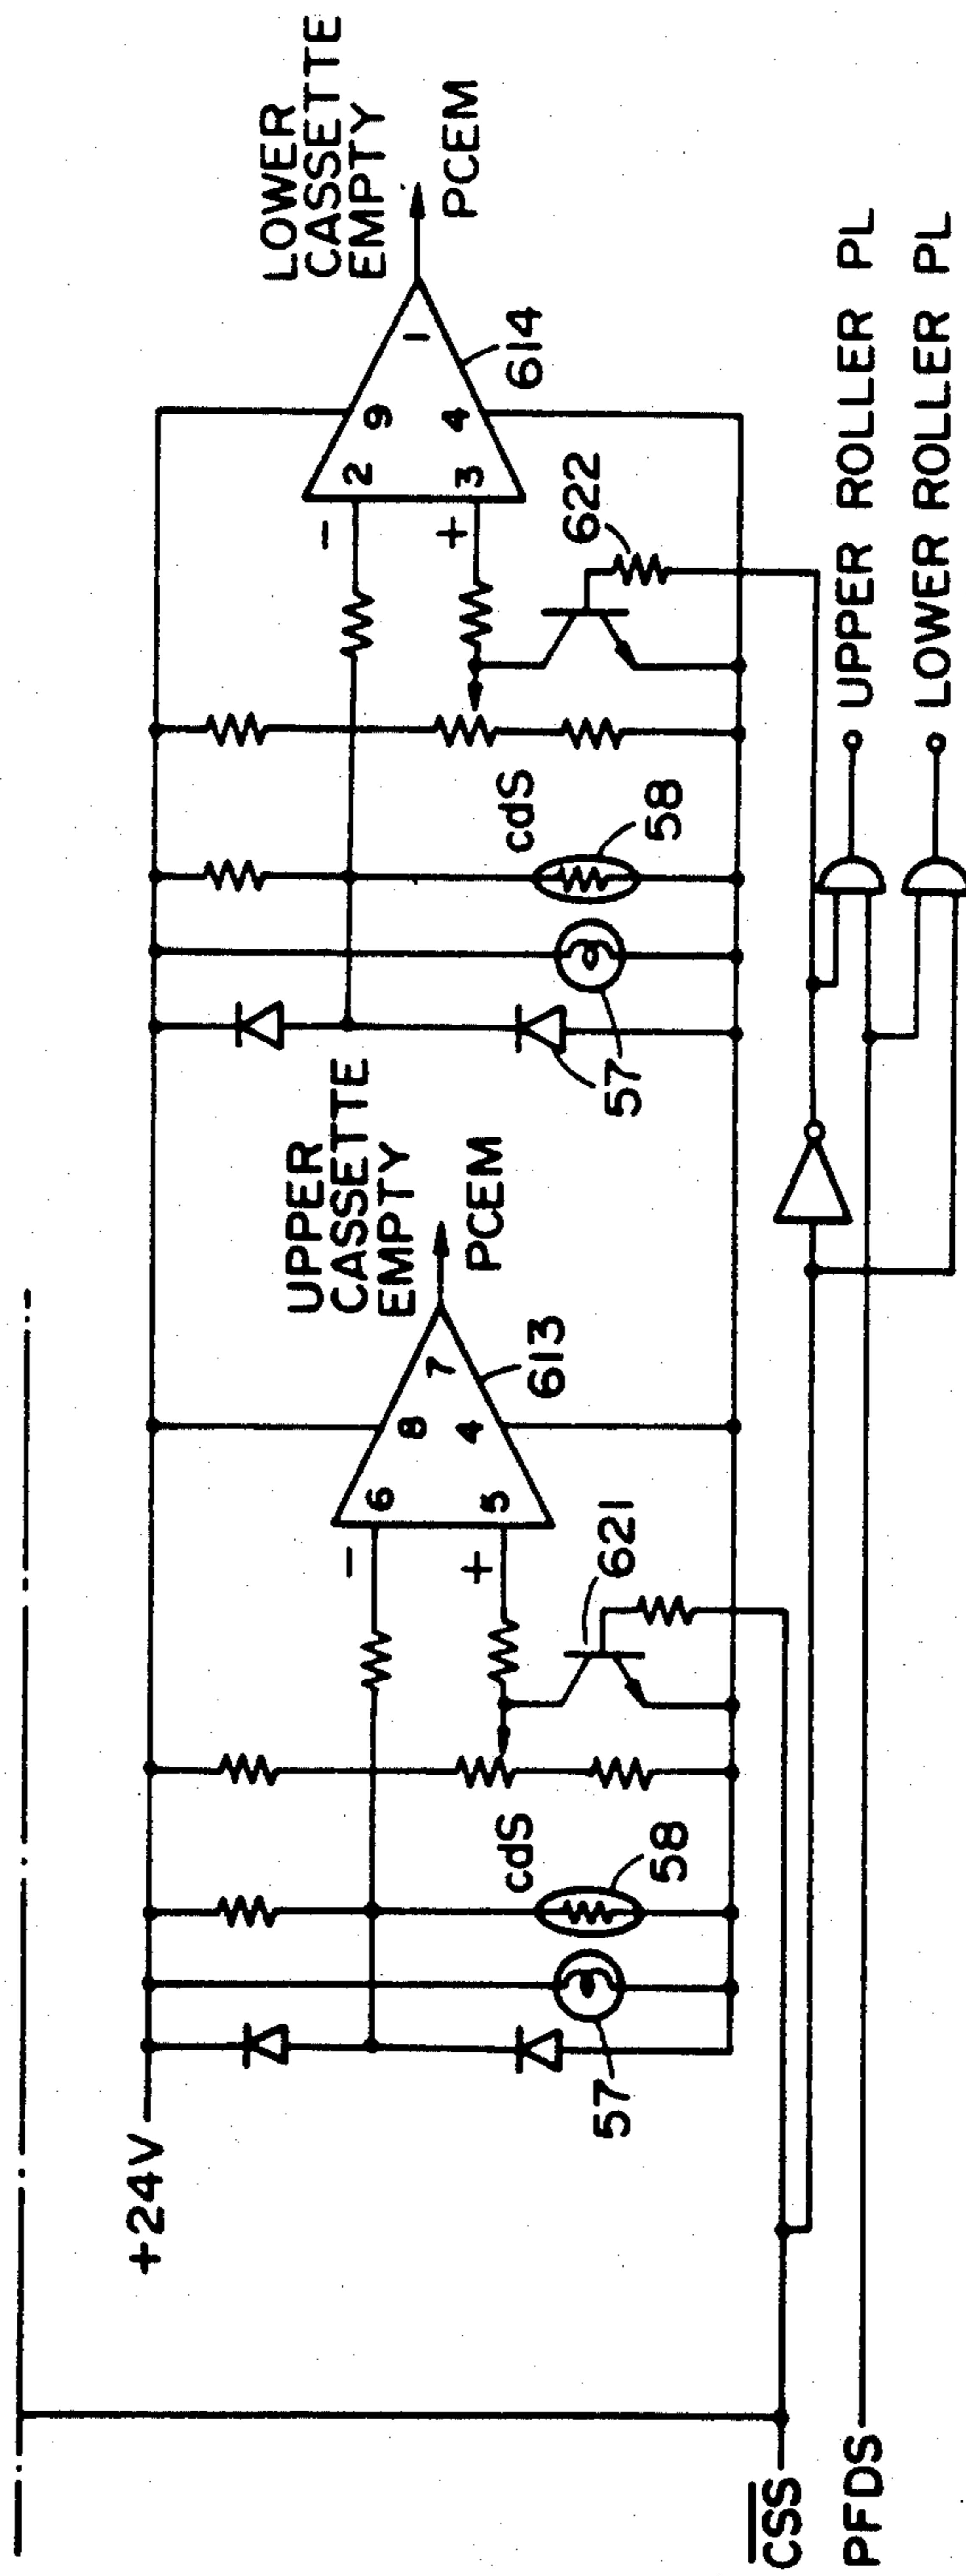 +24V
57
cdS
58
-
+
6
5
8
4
7
621
613
UPPER
CASSETTE
EMPTY
PCEM
57
cdS
58
-
+
2
3
9
4
1
622
614
LOWER
CASSETTE
EMPTY
PCEM
CSS
PFDS
UPPER ROLLER PL
LOWER ROLLER PL